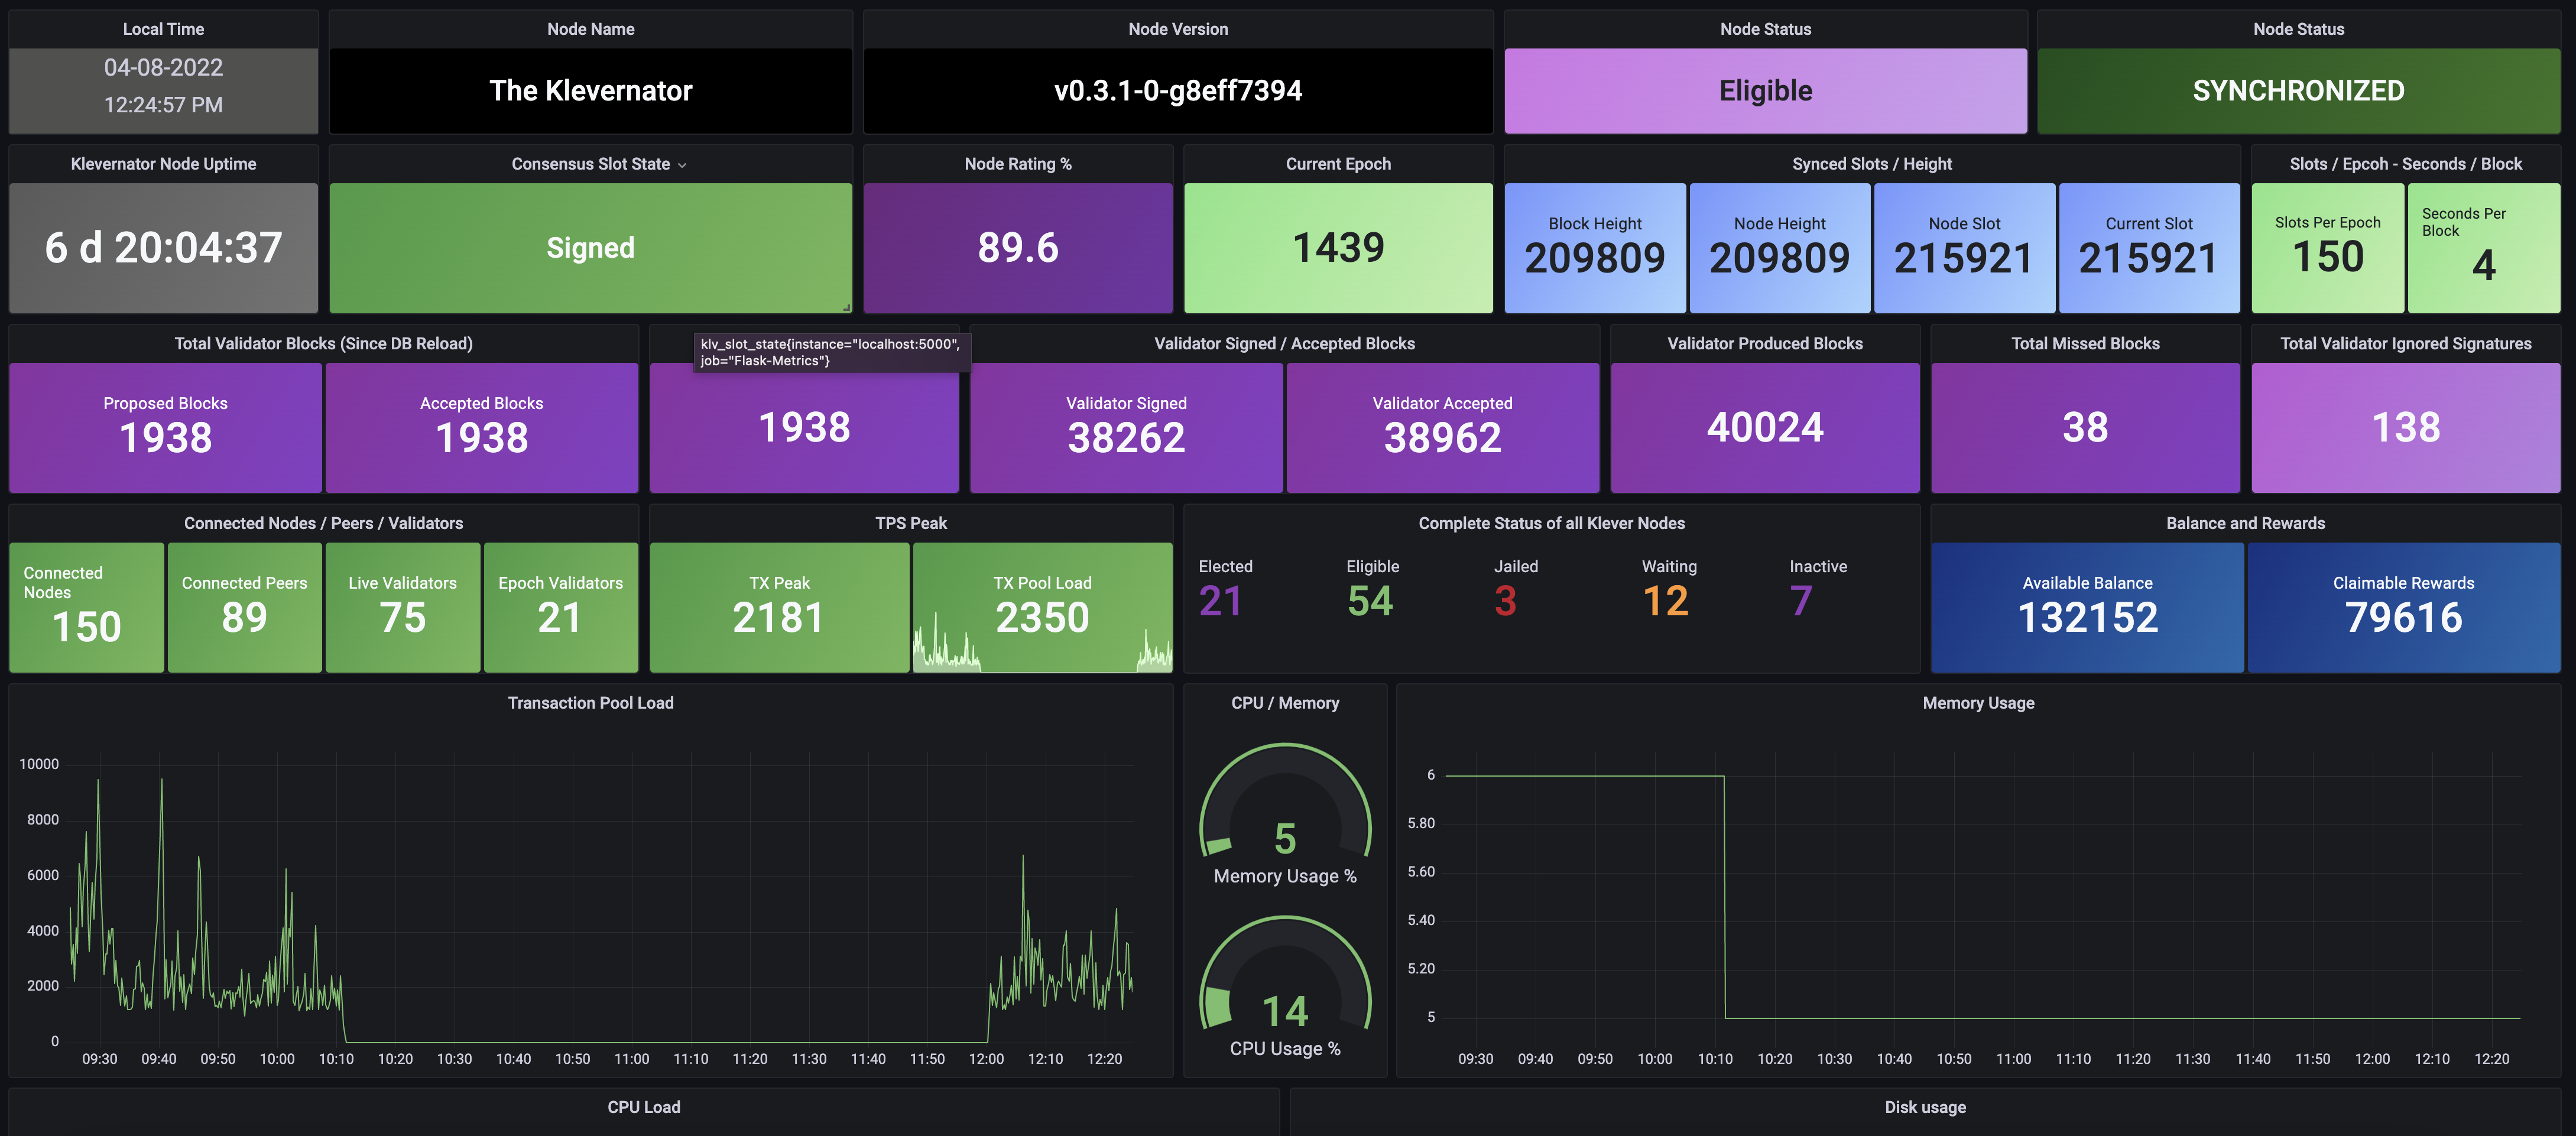 Local Time
04-08-2022
12:24:57 PM
Node Name
The Klevernator
Node Version
v0.3.1-0-g8eff7394
Node Status
Eligible
Node Status
SYNCHRONIZED
Klevernator Node Uptime
6 d 20:04:37
Consensus Slot State
Signed
Node Rating %
89.6
Current Epoch
1439
Synced Slots / Height
Block Height
209809
Node Height
209809
Node Slot
215921
Current Slot
215921
Slots / Epcoh - Seconds / Block
Slots Per Epoch
150
Seconds Per
Block
4
Total Validator Blocks (Since DB Reload)
Proposed Blocks
1938
Accepted Blocks
1938
klv_slot_state{instance="localhost:5000",
job="Flask-Metrics"}
1938
Validator Signed / Accepted Blocks
Validator Signed
38262
Validator Accepted
38962
Validator Produced Blocks
40024
Total Missed Blocks
38
Total Validator Ignored Signatures
138
Connected Nodes / Peers / Validators
Connected
Nodes
150
Connected Peers
89
Live Validators
75
Epoch Validators
21
TPS Peak
TX Peak
2181
TX Pool Load
2350
Complete Status of all Klever Nodes
Elected
21
Eligible
54
Jailed
3
Waiting
12
Inactive
7
Balance and Rewards
Available Balance
132152
Claimable Rewards
79616
Transaction Pool Load
10000
8000
6000
4000
2000
0
09:30 09:40 09:50 10:00 10:10 10:20 10:30 10:40 10:50 11:00 11:10 11:20 11:30 11:40 11:50 12:00 12:10 12:20
CPU / Memory
5
Memory Usage %
14
CPU Usage %
Memory Usage
6
5.80
5.60
5.40
5.20
5
09:30 09:40 09:50 10:00 10:10 10:20 10:30 10:40 10:50 11:00 11:10 11:20 11:30 11:40 11:50 12:00 12:10 12:20
CPU Load
Disk usage